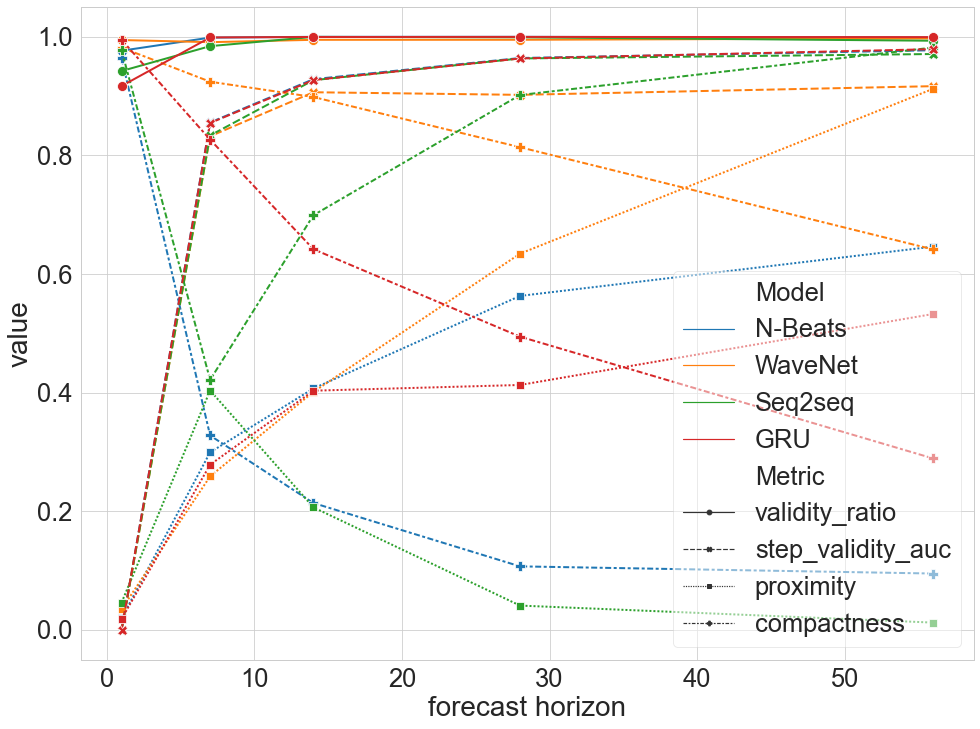 1.0
0.8
0.6
0.4
0.2
0.0
value
0
10
20
30
40
50
forecast horizon
Model
N-Beats
WaveNet
Seq2seq
GRU
Metric
validity_ratio
step_validity_auc
proximity
compactness